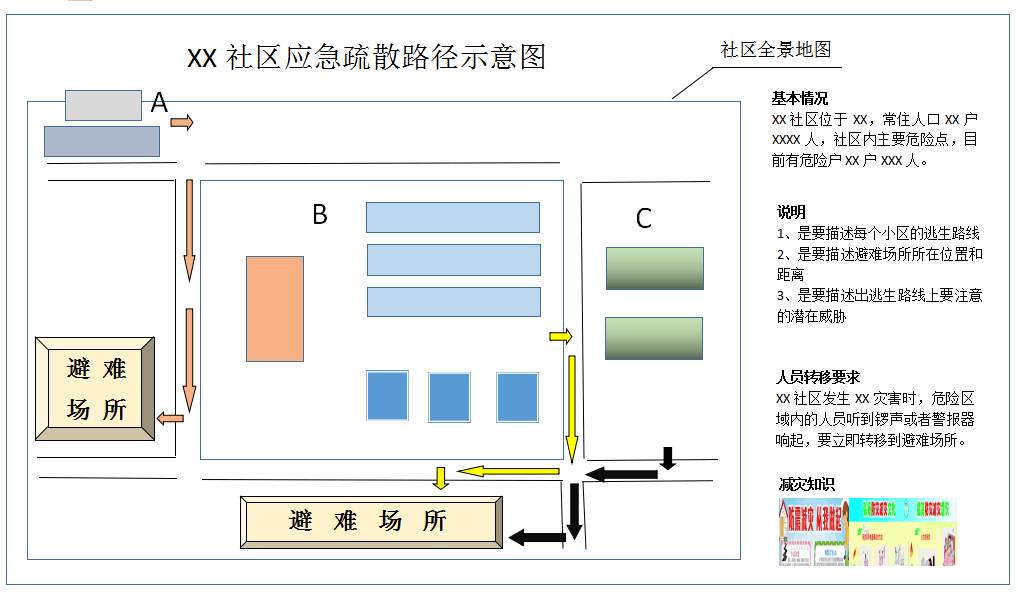 XX 社区应急疏散路径示意图
社区全景地图
A
B
C
避 难
场 所
避 难 场 所
基本情况
XX 社区位于 XX，常住人口 XX 户
XXXX 人，社区内主要危险点，目
前有危险户 XX 户 XXX 人。
说明
1、是要描述每个小区的逃生路线
2、是要描述避难场所所在位置和
距离
3、是要描述出逃生路线上要注意
的潜在威胁
人员转移要求
XX 社区发生 XX 灾害时，危险区
域内的人员听到锣声或者警报器
响起，要立即转移到避难场所。
减灾知识
防震减灾 从我做起